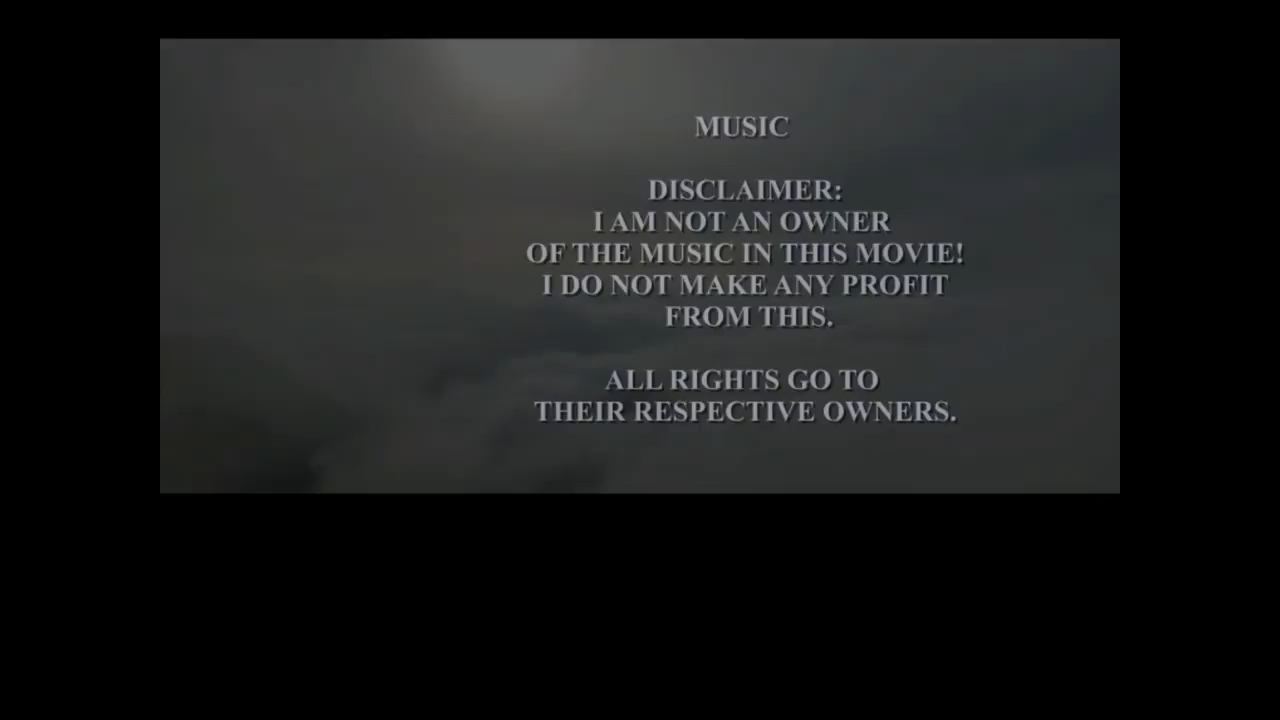 MUSIC
DISCLAIMER:
I AM NOT AN OWNER
OF THE MUSIC IN THIS MOVIE!
I DO NOT MAKE ANY PROFIT
FROM THIS.
ALL RIGHTS GO TO
THEIR RESPECTIVE OWNERS.